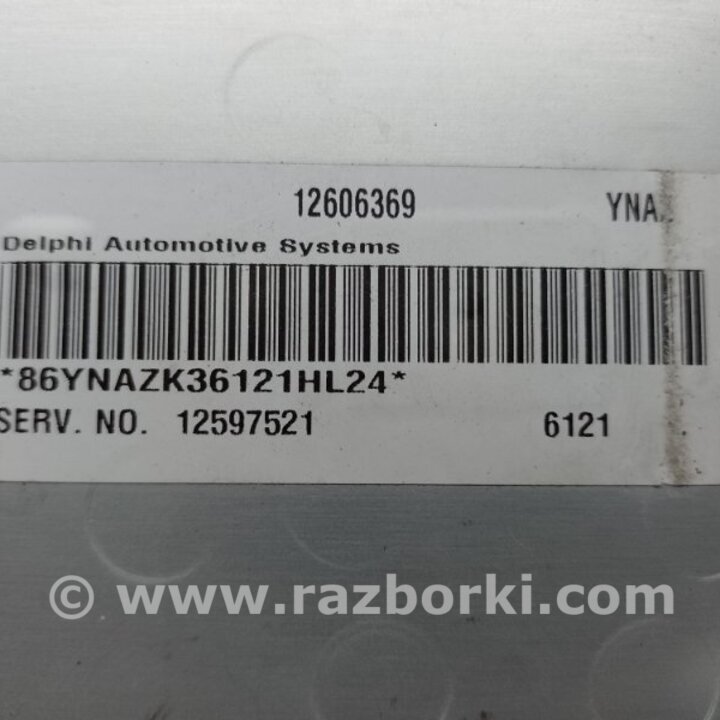 12606369 YNA
Delphi Automotive Systems
*86YNAZK36121HL24*
SERV. NO. 12597521 6121
© www.razborki.com